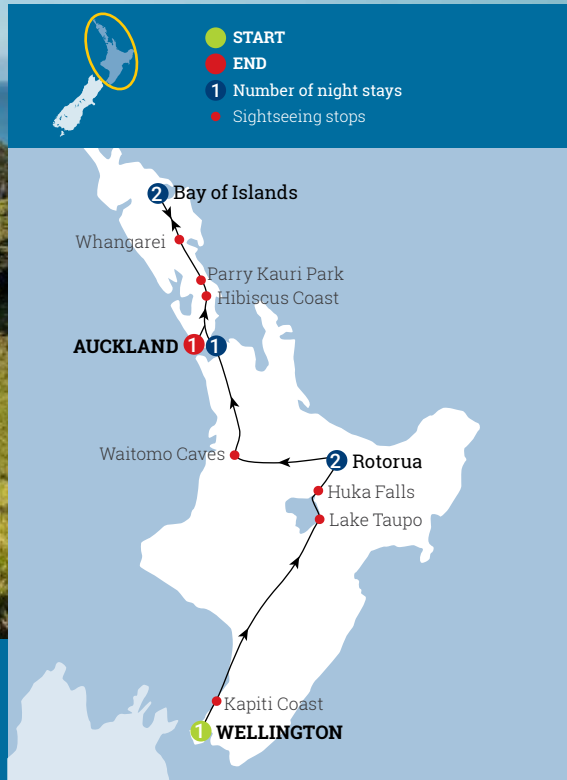 START
END
1 Number of night stays
Sightseeing stops
2 Bay of Islands
Whangarei
Parry Kauri Park
Hibiscus Coast
AUCKLAND 1 1
Waitomo Caves
2 Rotorua
Huka Falls
Lake Taupo
Kapiti Coast
1 WELLINGTON